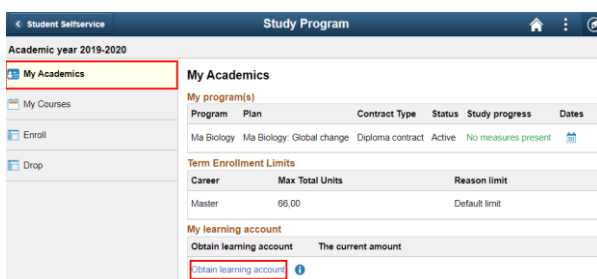 Student Selfservice
Study Program
Academic year 2019-2020
My Academics
My Courses
Enroll
Drop
My Academics
My program(s)
Program Plan Contract Type Status Study progress Dates
Ma Biology Ma Biology: Global change Diploma contract Active No measures present
Term Enrollment Limits
Career Max Total Units Reason limit
Master 66,00 Default limit
My learning account
Obtain learning account The current amount
Obtain learning account